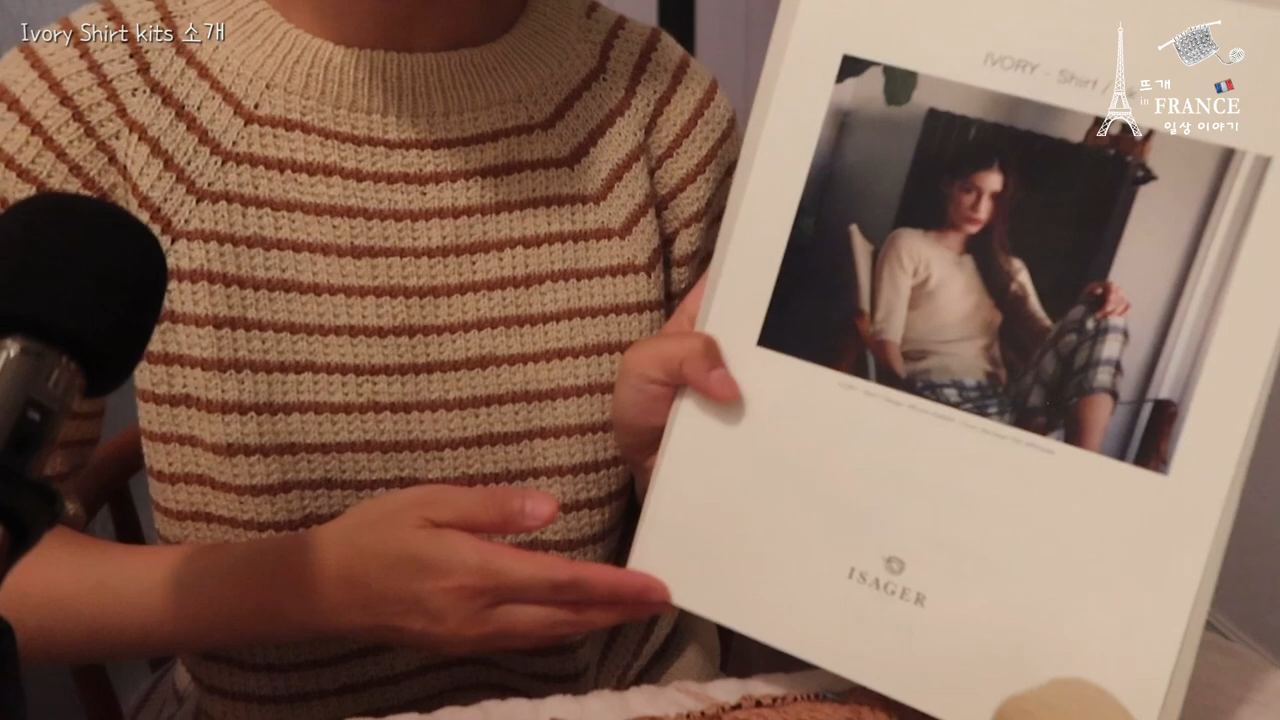 Ivory Shirt kits 소개
IVORY - Shirt /
뜨개
in FRANCE
일상 이야기
ISAGER